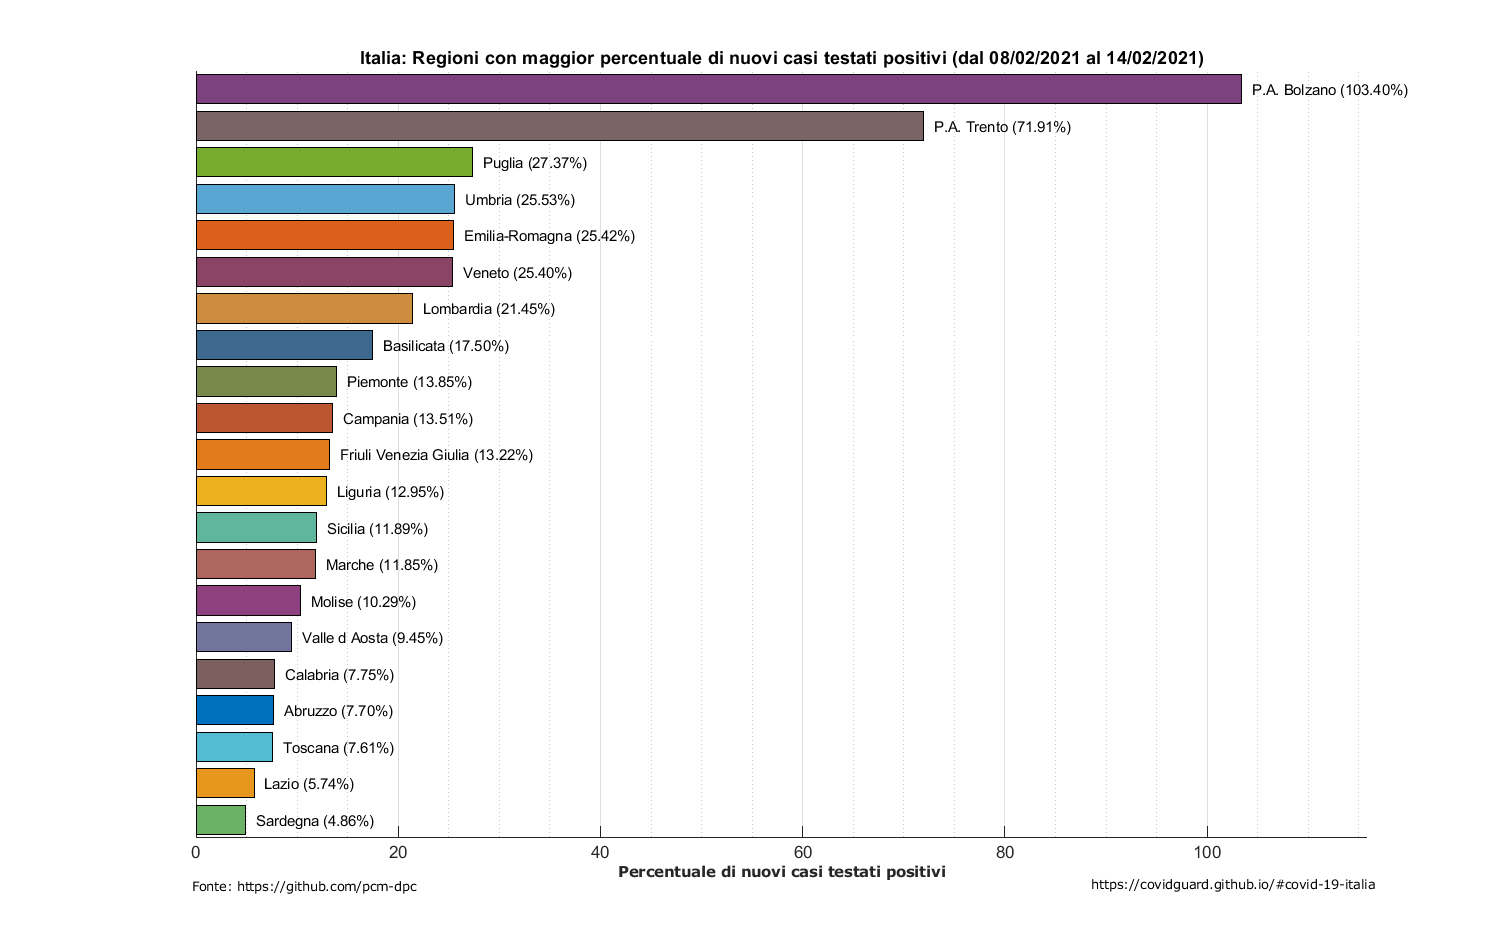 Italia: Regioni con maggior percentuale di nuovi casi testati positivi (dal 08/02/2021 al 14/02/2021)
P.A. Bolzano (103.40%)
P.A. Trento (71.91%)
Puglia (27.37%)
Umbria (25.53%)
Emilia-Romagna (25.42%)
Veneto (25.40%)
Lombardia (21.45%)
Basilicata (17.50%)
Piemonte (13.85%)
Campania (13.51%)
Friuli Venezia Giulia (13.22%)
Liguria (12.95%)
Sicilia (11.89%)
Marche (11.85%)
Molise (10.29%)
Valle d Aosta (9.45%)
Calabria (7.75%)
Abruzzo (7.70%)
Toscana (7.61%)
Lazio (5.74%)
Sardegna (4.86%)
0 20 40 60 80 100
Percentuale di nuovi casi testati positivi
Fonte: https://github.com/pcm-dpc
https://covidguard.github.io/#covid-19-italia